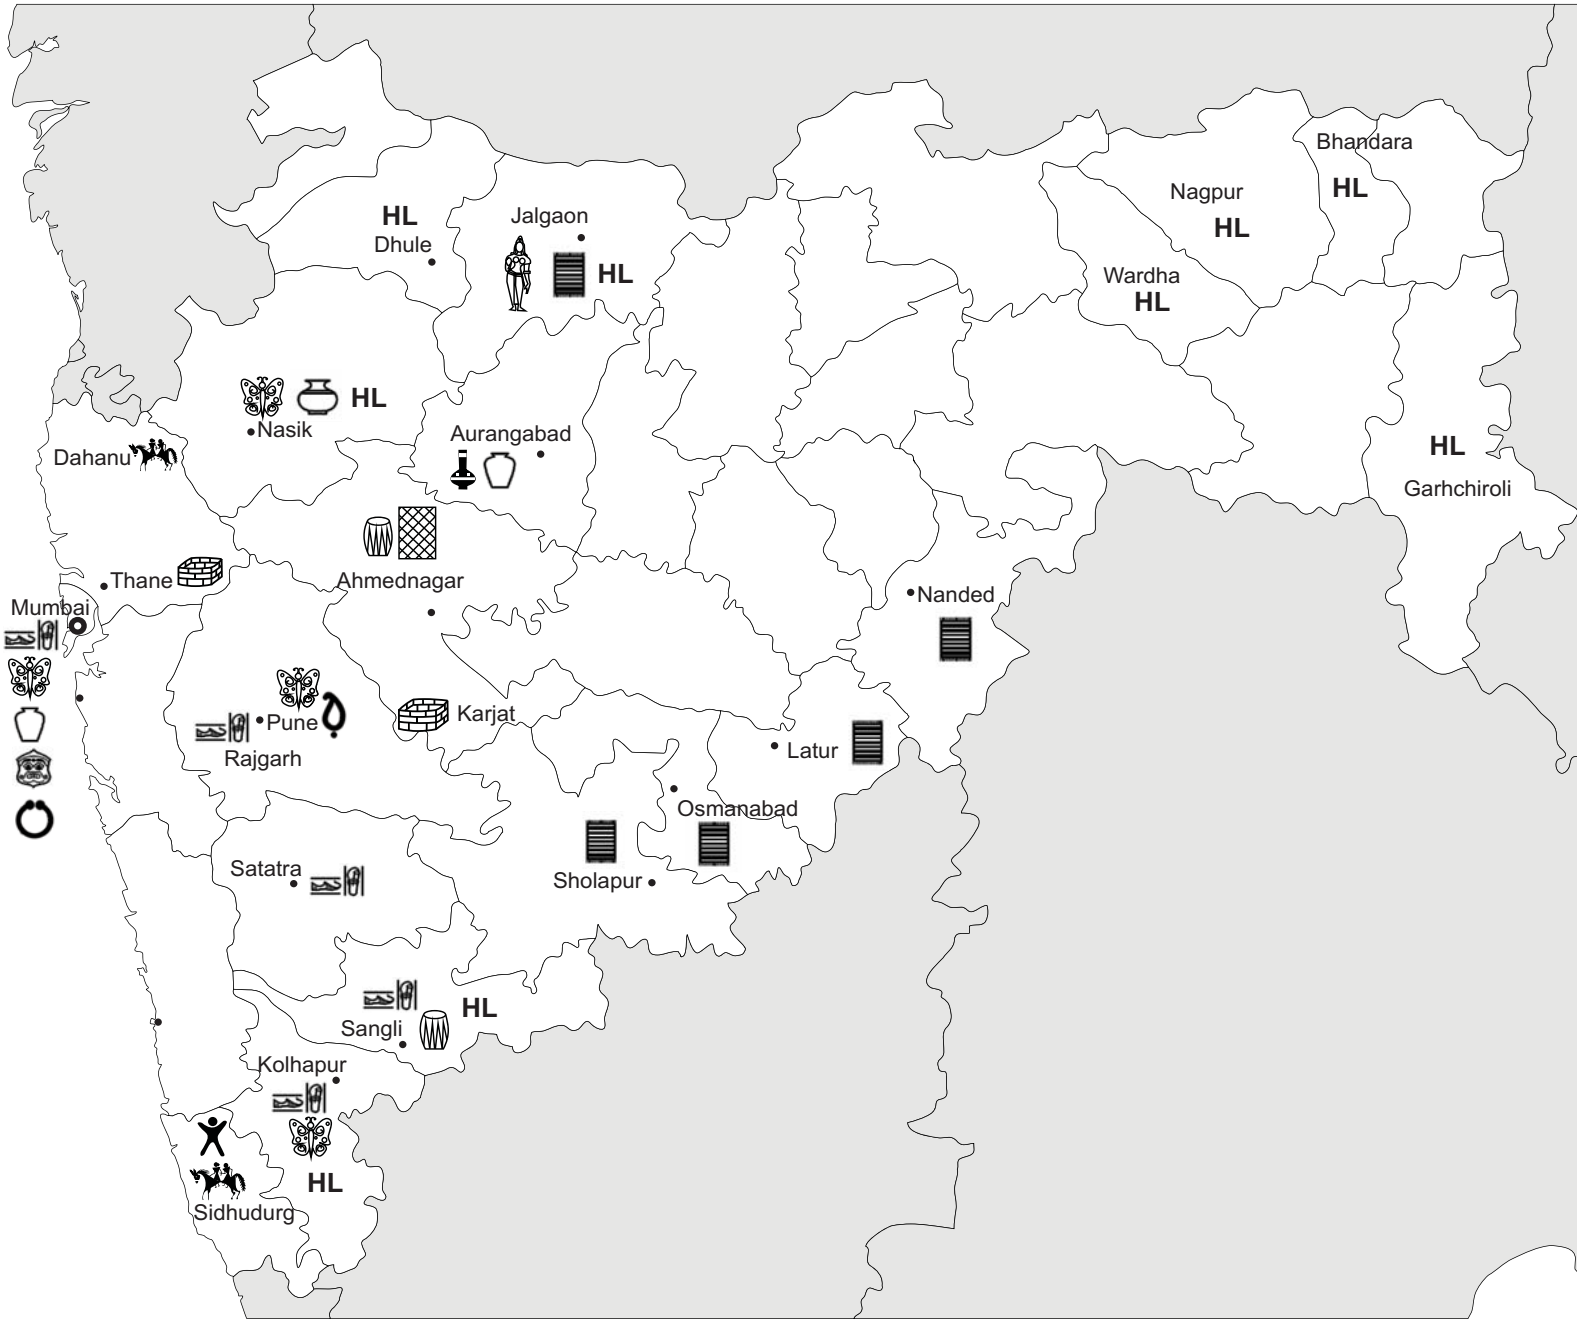 Bhandara
HL
Nagpur
HL
HL
Dhule
Jalgaon
HL
Wardha
HL
HL
Nasik
Aurangabad
Dahanu
HL
Garhchiroli
Thane
Ahmednagar
Nanded
Mumbai
Pune
Karjat
Rajgarh
Latur
Osmanabad
Satatra
Sholapur
HL
Sangli
Kolhapur
HL
Sidhudurg